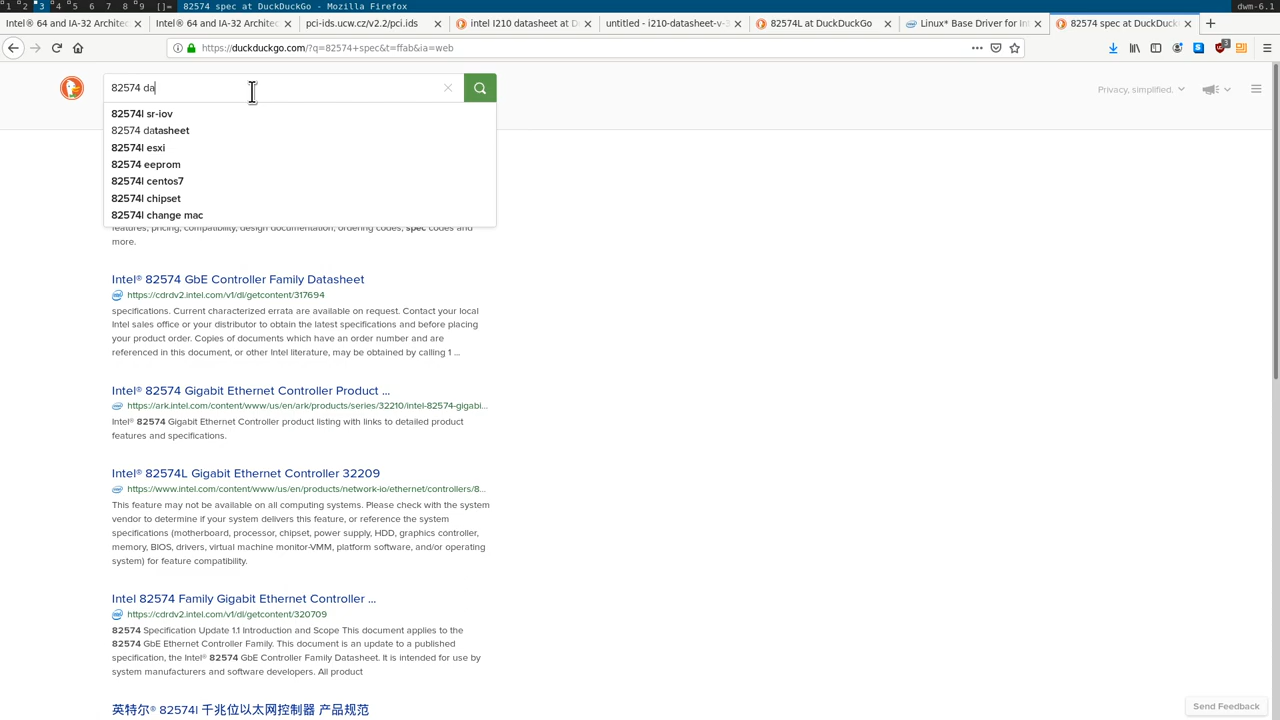 1 2 3 4 5 6 7 8 9 []= 82574 spec at DuckDuckGo - Mozilla Firefox dwm-6.1
Intel® 64 and IA-32 Architec
Intel® 64 and IA-32 Architec
pci-ids.ucw.cz/v2.2/pci.ids
intel I210 datasheet at D
untitled - i210-datasheet-v-3
82574L at DuckDuckGo
Linux* Base Driver for Int
82574 spec at DuckDuck
https://duckduckgo.com/?q=82574+spec&t=ffab&ia=web
3
82574 da
Privacy, simplified.
82574l sr-iov
82574 datasheet
82574l esxi
82574 eeprom
82574l centos7
82574l chipset
82574l change mac
features, pricing, compatibility, design documentation, ordering codes, spec codes and
more.
Intel® 82574 GbE Controller Family Datasheet
https://cdrdv2.intel.com/v1/dl/getcontent/317694
specifications. Current characterized errata are available on request. Contact your local
Intel sales office or your distributor to obtain the latest specifications and before placing
your product order. Copies of documents which have an order number and are
referenced in this document, or other Intel literature, may be obtained by calling 1 ...
Intel® 82574 Gigabit Ethernet Controller Product ...
https://ark.intel.com/content/www/us/en/ark/products/series/32210/intel-82574-gigabi...
Intel® 82574 Gigabit Ethernet Controller product listing with links to detailed product
features and specifications.
Intel® 82574L Gigabit Ethernet Controller 32209
https://www.intel.com/content/www/us/en/products/network-io/ethernet/controllers/8...
This feature may not be available on all computing systems. Please check with the system
vendor to determine if your system delivers this feature, or reference the system
specifications (motherboard, processor, chipset, power supply, HDD, graphics controller,
memory, BIOS, drivers, virtual machine monitor-VMM, platform software, and/or operating
system) for feature compatibility.
Intel 82574 Family Gigabit Ethernet Controller ...
https://cdrdv2.intel.com/v1/dl/getcontent/320709
82574 Specification Update 1.1 Introduction and Scope This document applies to the
82574 GbE Ethernet Controller Family. This document is an update to a published
specification, the Intel® 82574 GbE Controller Family Datasheet. It is intended for use by
system manufacturers and software developers. All product
英特尔® 82574l 千兆位以太网控制器 产品规范
Send Feedback